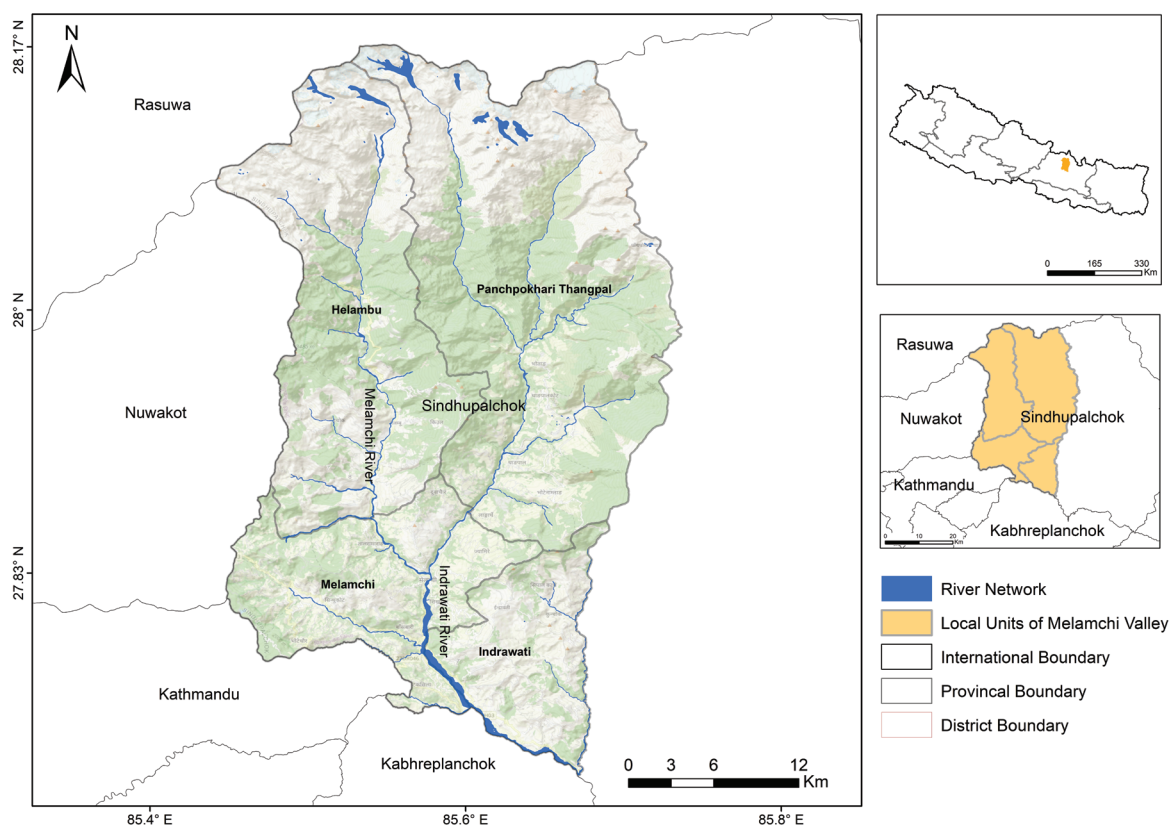 N
28.17° N
28° N
27.83° N
Rasuwa
Nuwakot
Kathmandu
Kabhreplanchok
Helambu
Panchpokhari Thangpal
Sindhupalchok
Melamchi River
Melamchi
Indrawati River
Indrawati
0 3 6 12
Km
85.4° E
85.6° E
85.8° E
0 165 330
Km
Rasuwa
Nuwakot
Sindhupalchok
Kathmandu
Kabhreplanchok
0 10 20
Km
River Network
Local Units of Melamchi Valley
International Boundary
Provincal Boundary
District Boundary